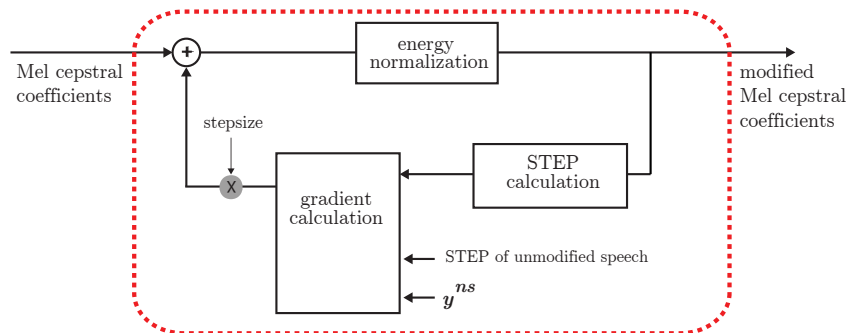 +
energy
normalization
Mel cepstral
coefficients
modified
Mel cepstral
coefficients
stepsize
X
gradient
calculation
STEP
calculation
STEP of unmodified speech
y^{ns}